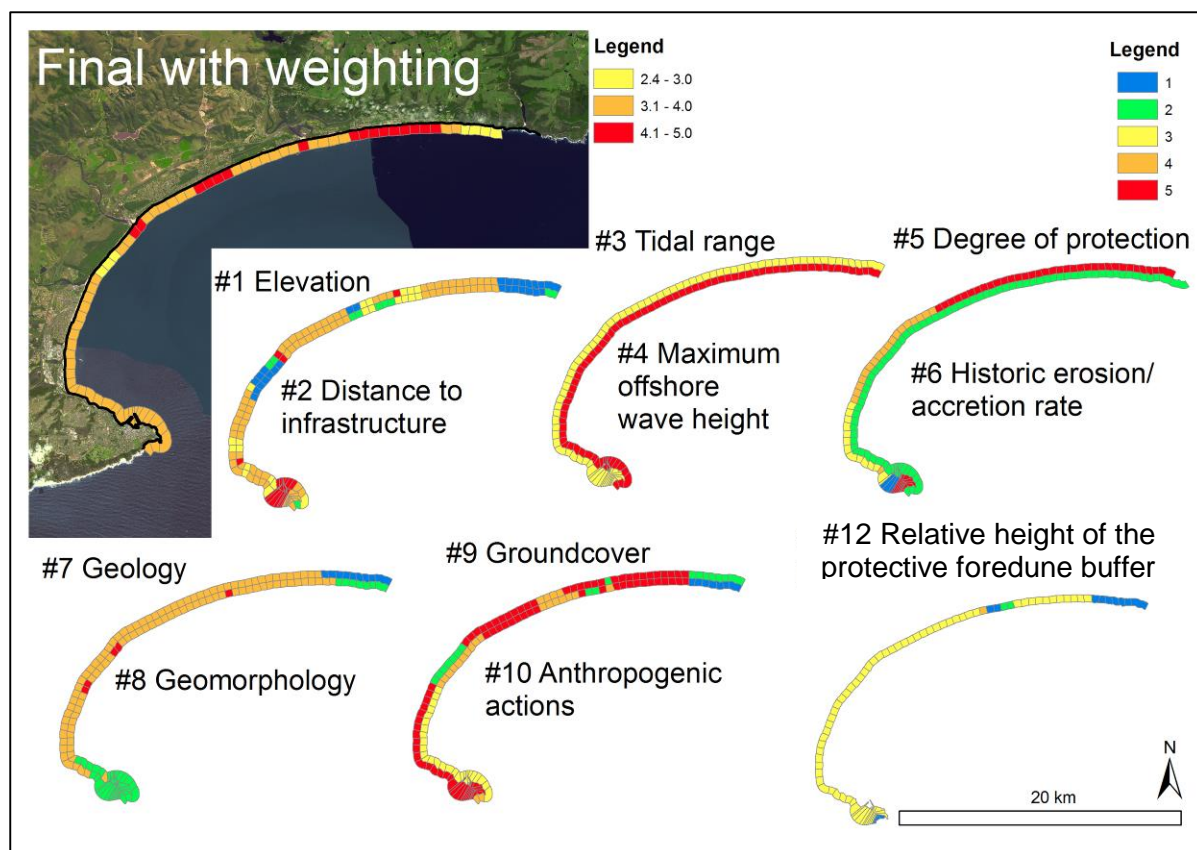 Final with weighting
Legend
2.4 - 3.0
3.1 - 4.0
4.1 - 5.0
Legend
1
2
3
4
5
#1 Elevation
#2 Distance to
infrastructure
#3 Tidal range
#4 Maximum
offshore
wave height
#5 Degree of protection
#6 Historic erosion/
accretion rate
#7 Geology
#8 Geomorphology
#9 Groundcover
#10 Anthropogenic
actions
#12 Relative height of the
protective foredune buffer
N
20 km